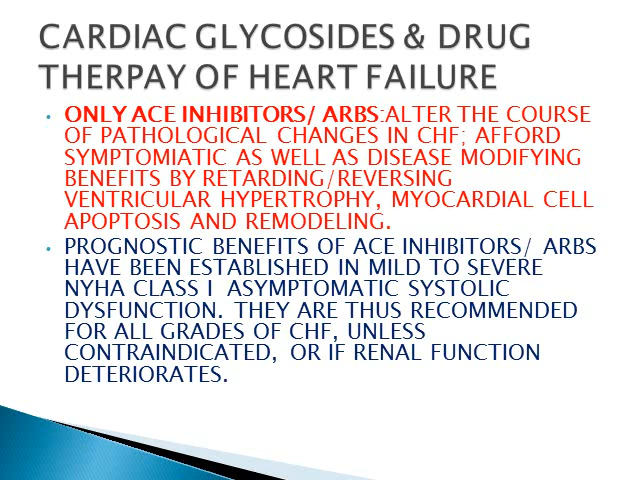 CARDIAC GLYCOSIDES & DRUG
THERPAY OF HEART FAILURE
• ONLY ACE INHIBITORS/ ARBS:ALTER THE COURSE
OF PATHOLOGICAL CHANGES IN CHF; AFFORD
SYMPTOMIATIC AS WELL AS DISEASE MODIFYING
BENEFITS BY RETARDING/REVERSING
VENTRICULAR HYPERTROPHY, MYOCARDIAL CELL
APOPTOSIS AND REMODELING.
• PROGNOSTIC BENEFITS OF ACE INHIBITORS/ ARBS
HAVE BEEN ESTABLISHED IN MILD TO SEVERE
NYHA CLASS I ASYMPTOMATIC SYSTOLIC
DYSFUNCTION. THEY ARE THUS RECOMMENDED
FOR ALL GRADES OF CHF, UNLESS
CONTRAINDICATED, OR IF RENAL FUNCTION
DETERIORATES.